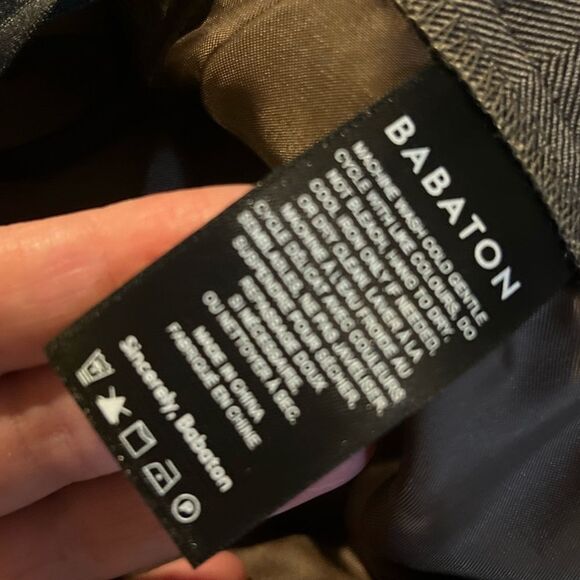 BABATON
MACHINE WASH COLD GENTLE
CYCLE WITH LIKE COLOURS, DO
NOT BLEACH, HANG TO DRY,
COOL IRON ONLY IF NEEDED,
OR DRY CLEAN. LAVER À LA
MACHINE À L'EAU FROIDE AU
CYCLE DÉLICAT AVEC COULEURS
SEMBLABLES, NE PAS JAVELLISER,
SUSPENDRE POUR SÉCHER,
REPASSAGE DOUX
SI NÉCESSAIRE,
OU NETTOYER À SEC.
MADE IN CHINA
FABRIQUÉ EN CHINE
Sincerely, Babaton
P